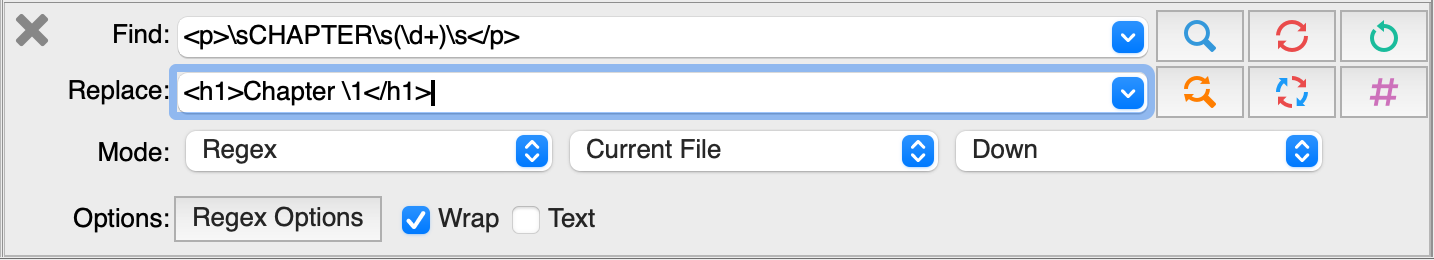 Find: <p>\sCHAPTER\s(\d+)\s</p>
Replace: <h1>Chapter \1</h1>
#
Mode: Regex Current File Down
Options: Regex Options Wrap Text